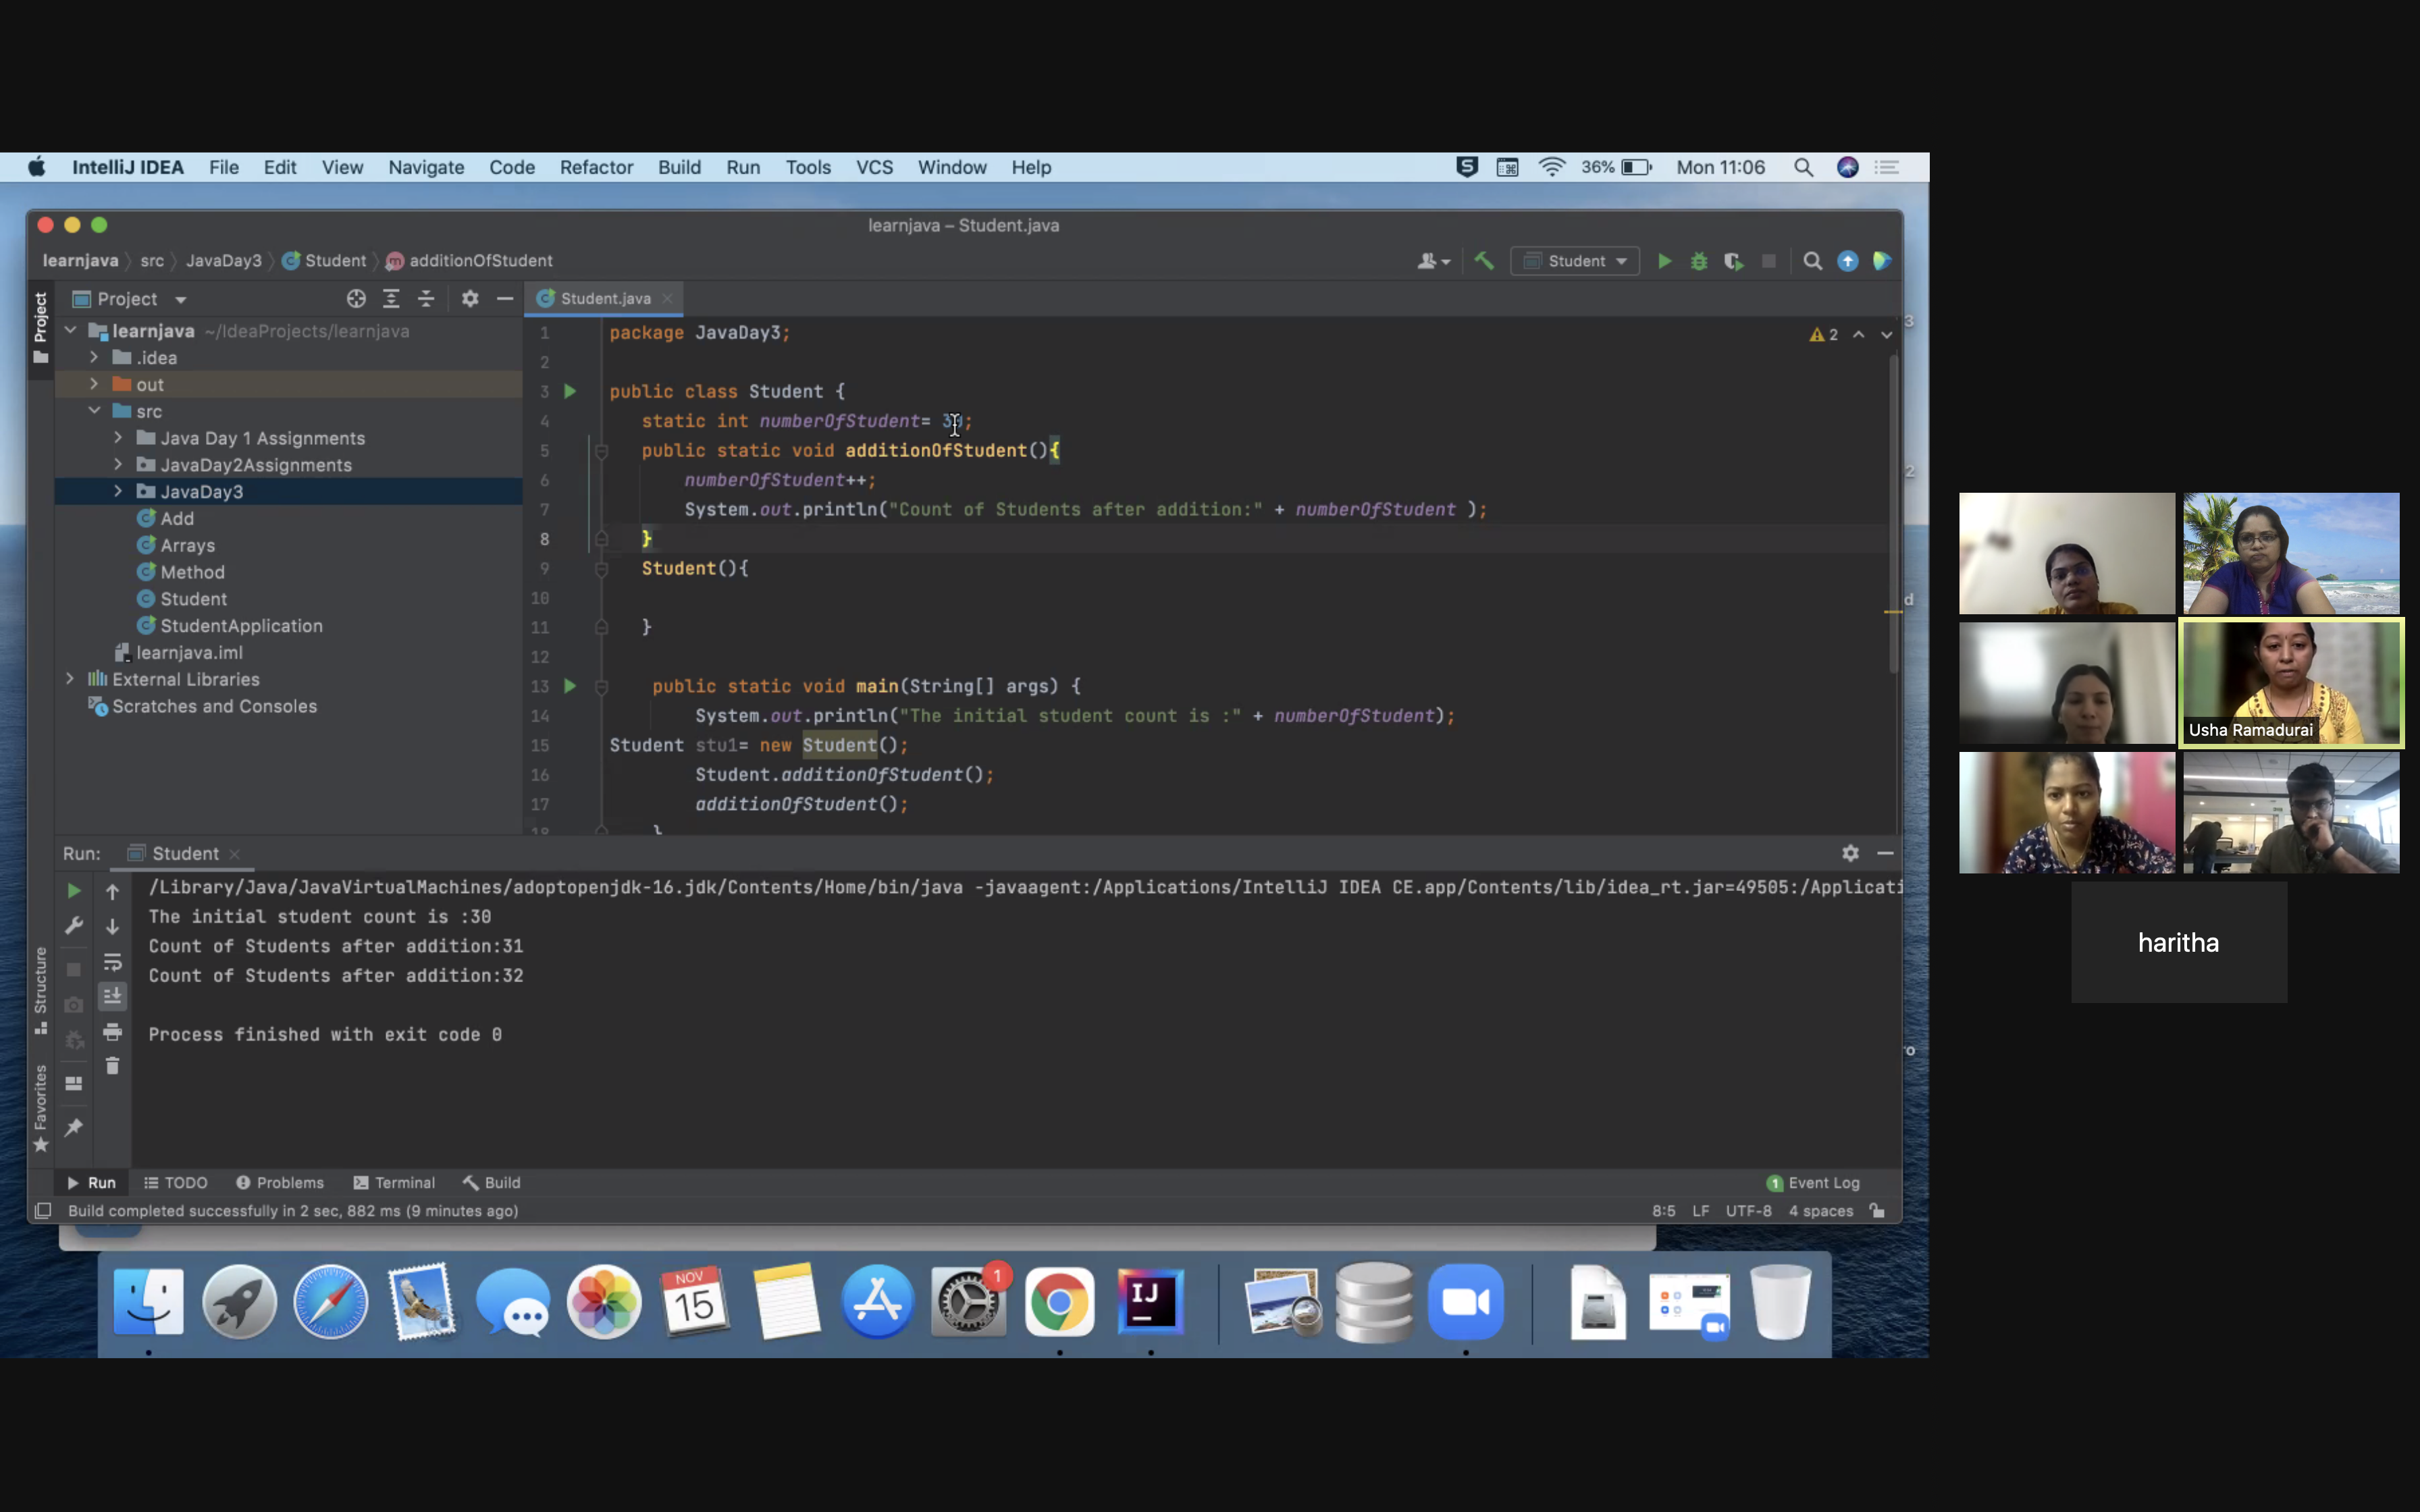 IntelliJ IDEA File Edit View Navigate Code Refactor Build Run Tools VCS Window Help 36% Mon 11:06
learnjava – Student.java
learnjava src JavaDay3 Student additionOfStudent Student
Project
Project
Student.java
learnjava ~/IdeaProjects/learnjava
.idea
out
src
Java Day 1 Assignments
JavaDay2Assignments
JavaDay3
Add
Arrays
Method
Student
StudentApplication
learnjava.iml
External Libraries
Scratches and Consoles
2
1 package JavaDay3;
2
3 public class Student {
4 static int numberOfStudent= 30;
5 public static void additionOfStudent(){
6 numberOfStudent++;
7 System.out.println("Count of Students after addition:" + numberOfStudent );
8 }
9 Student(){
10
11 }
12
13 public static void main(String[] args) {
14 System.out.println("The initial student count is :" + numberOfStudent);
15 Student stu1= new Student();
16 Student.additionOfStudent();
17 additionOfStudent();
18 }
3
2
d
Run: Student
/Library/Java/JavaVirtualMachines/adoptopenjdk-16.jdk/Contents/Home/bin/java -javaagent:/Applications/IntelliJ IDEA CE.app/Contents/lib/idea_rt.jar=49505:/Applicati
The initial student count is :30
Count of Students after addition:31
Count of Students after addition:32
Process finished with exit code 0
Structure
Favorites
Run TODO Problems Terminal Build 1 Event Log
Build completed successfully in 2 sec, 882 ms (9 minutes ago) 8:5 LF UTF-8 4 spaces
NOV
15
1
IJ
Usha Ramadurai
haritha